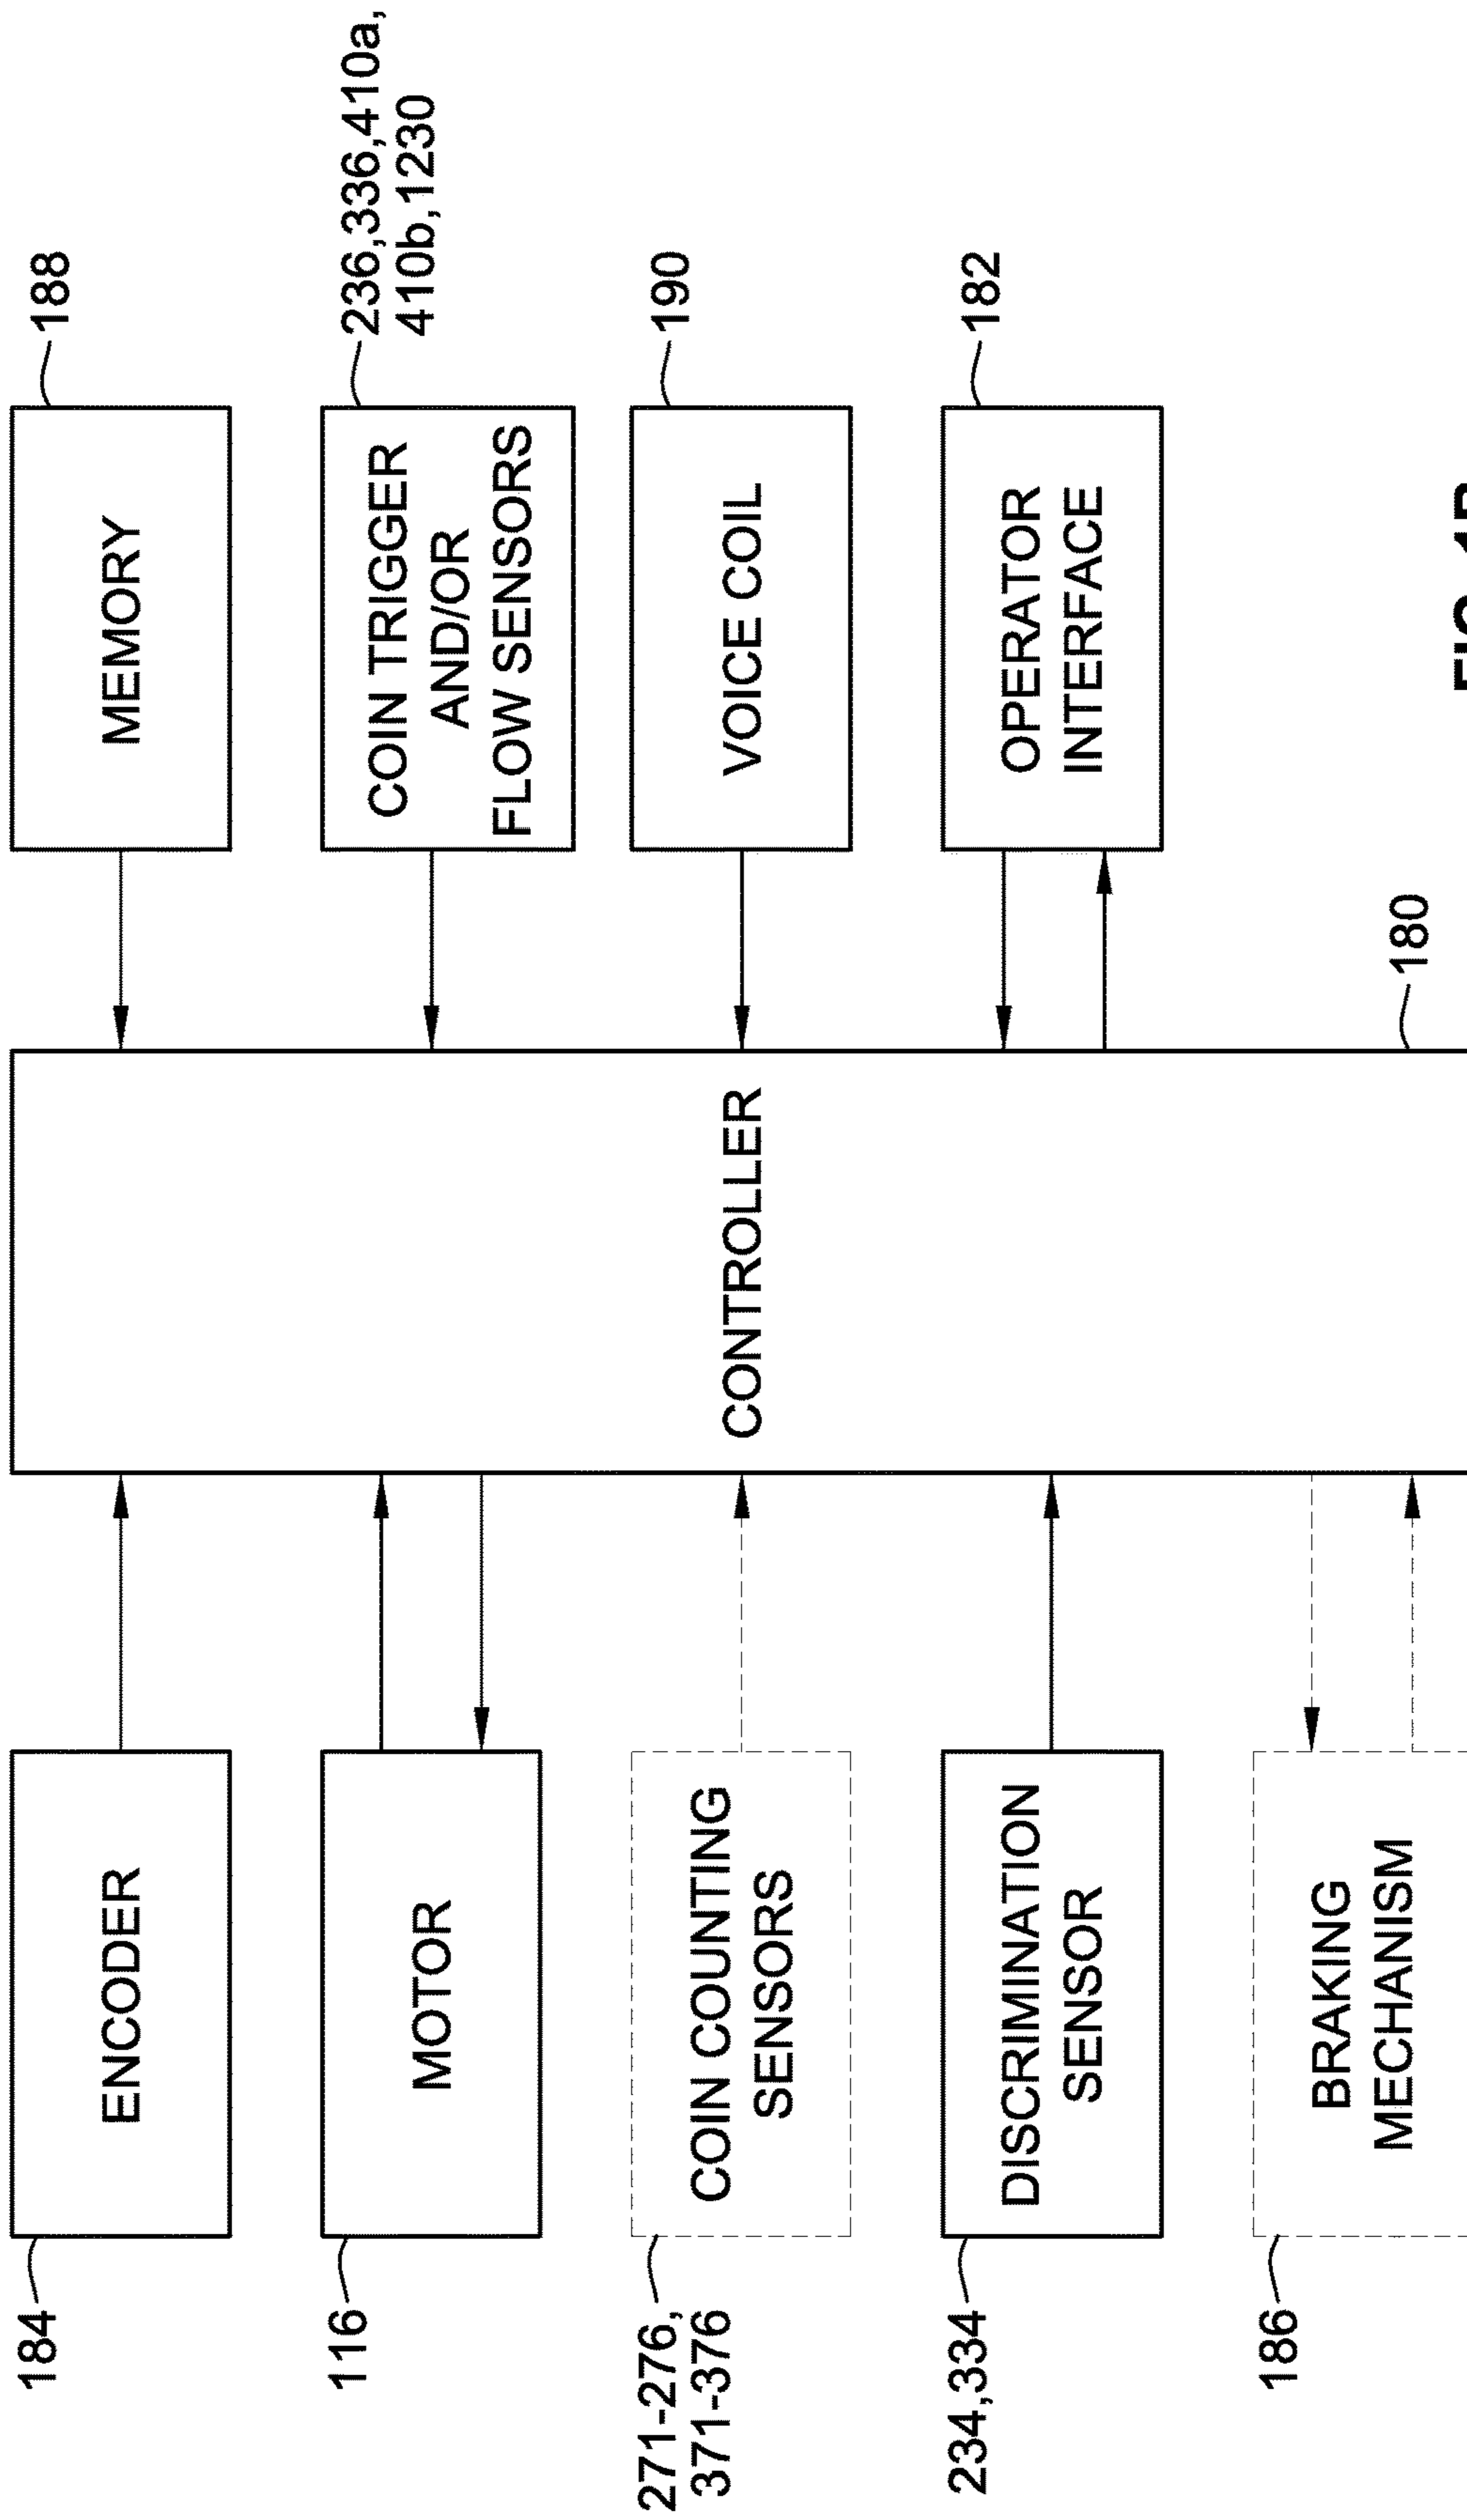 184
ENCODER
MEMORY
188
116
MOTOR
COIN TRIGGER
AND/OR
FLOW SENSORS
236,336,410a,
410b,1230
271-276,
371-376
COIN COUNTING
SENSORS
CONTROLLER
VOICE COIL
190
234,334
DISCRIMINATION
SENSOR
OPERATOR
INTERFACE
182
186
BRAKING
MECHANISM
180